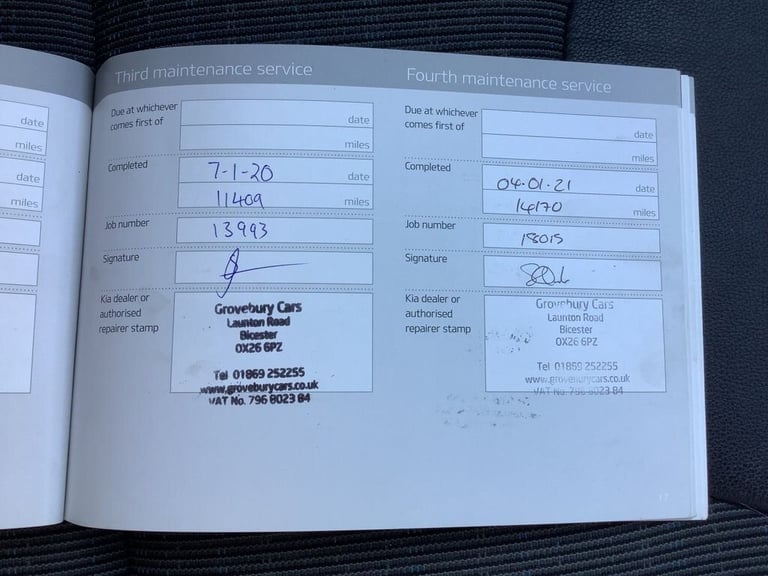 date
miles
date
miles
Third maintenance service
Due at whichever
comes first of
date
miles
Completed
7-1-20
date
11409
miles
Job number
13993
Signature
Kia dealer or
authorised
repairer stamp
Grovebury Cars
Launton Road
Bicester
OX26 6PZ
Tel 01869 252255
www.groveburycars.co.uk
VAT No. 796 8023 84
Fourth maintenance service
Due at whichever
comes first of
date
miles
Completed
04.01.21
date
14170
miles
Job number
18015
Signature
Kia dealer or
authorised
repairer stamp
Grovebury Cars
Launton Road
Bicester
OX26 6PZ
Tel 01869 252255
www.groveburycars.co.uk
VAT No. 796 8023 84
17